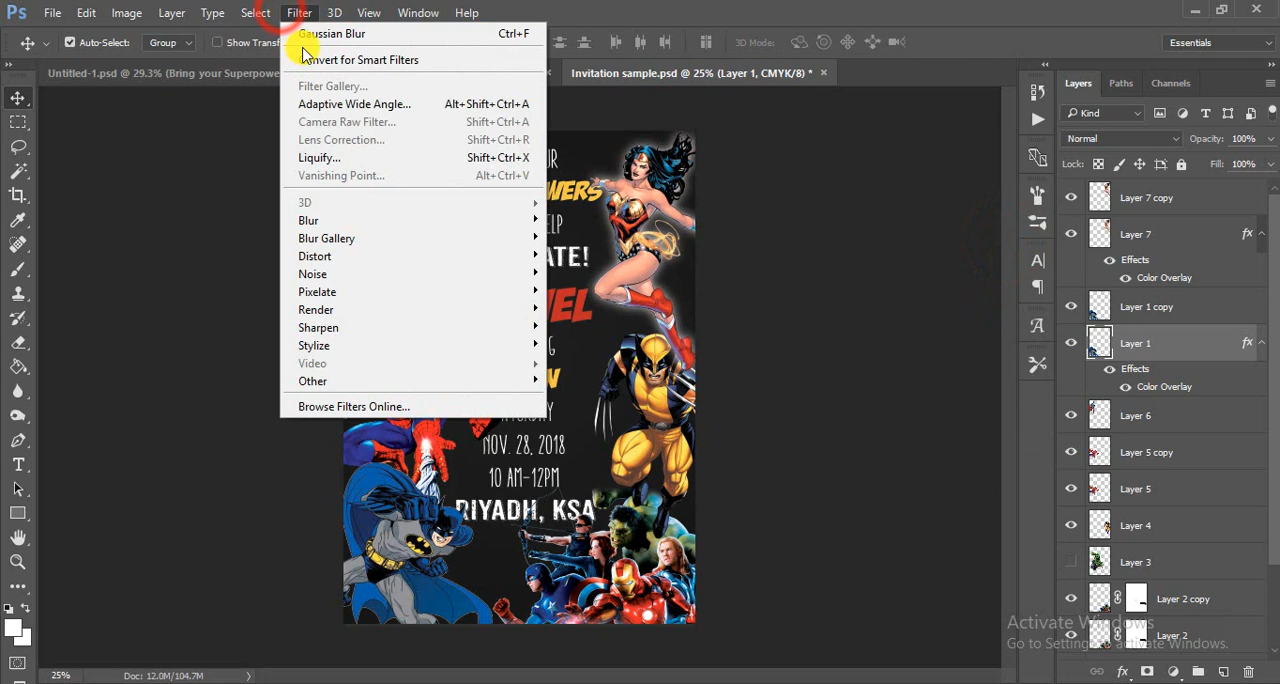 Ps File Edit Image Layer Type Select Filter 3D View Window Help
Auto-Select: Group Show Transf 3D Mode: Essentials
Untitled-1.psd @ 29.3% (Bring your Superpowe
Invitation sample.psd @ 25% (Layer 1, CMYK/8) *
Gaussian Blur Ctrl+F
Convert for Smart Filters
Filter Gallery...
Adaptive Wide Angle... Alt+Shift+Ctrl+A
Camera Raw Filter... Shift+Ctrl+A
Lens Correction... Shift+Ctrl+R
Liquify... Shift+Ctrl+X
Vanishing Point... Alt+Ctrl+V
3D
Blur
Blur Gallery
Distort
Noise
Pixelate
Render
Sharpen
Stylize
Video
Other
Browse Filters Online...
NOV. 28, 2018
10 AM-12PM
RIYADH, KSA
Layers Paths Channels
Kind
Normal Opacity: 100%
Lock: Fill: 100%
Layer 7 copy
Layer 7 fx
Effects
Color Overlay
Layer 1 copy
Layer 1 fx
Effects
Color Overlay
Layer 6
Layer 5 copy
Layer 5
Layer 4
Layer 3
Layer 2 copy
Layer 2
Activate Windows
Go to Settings to activate Windows.
25% Doc: 12.0M/104.7M